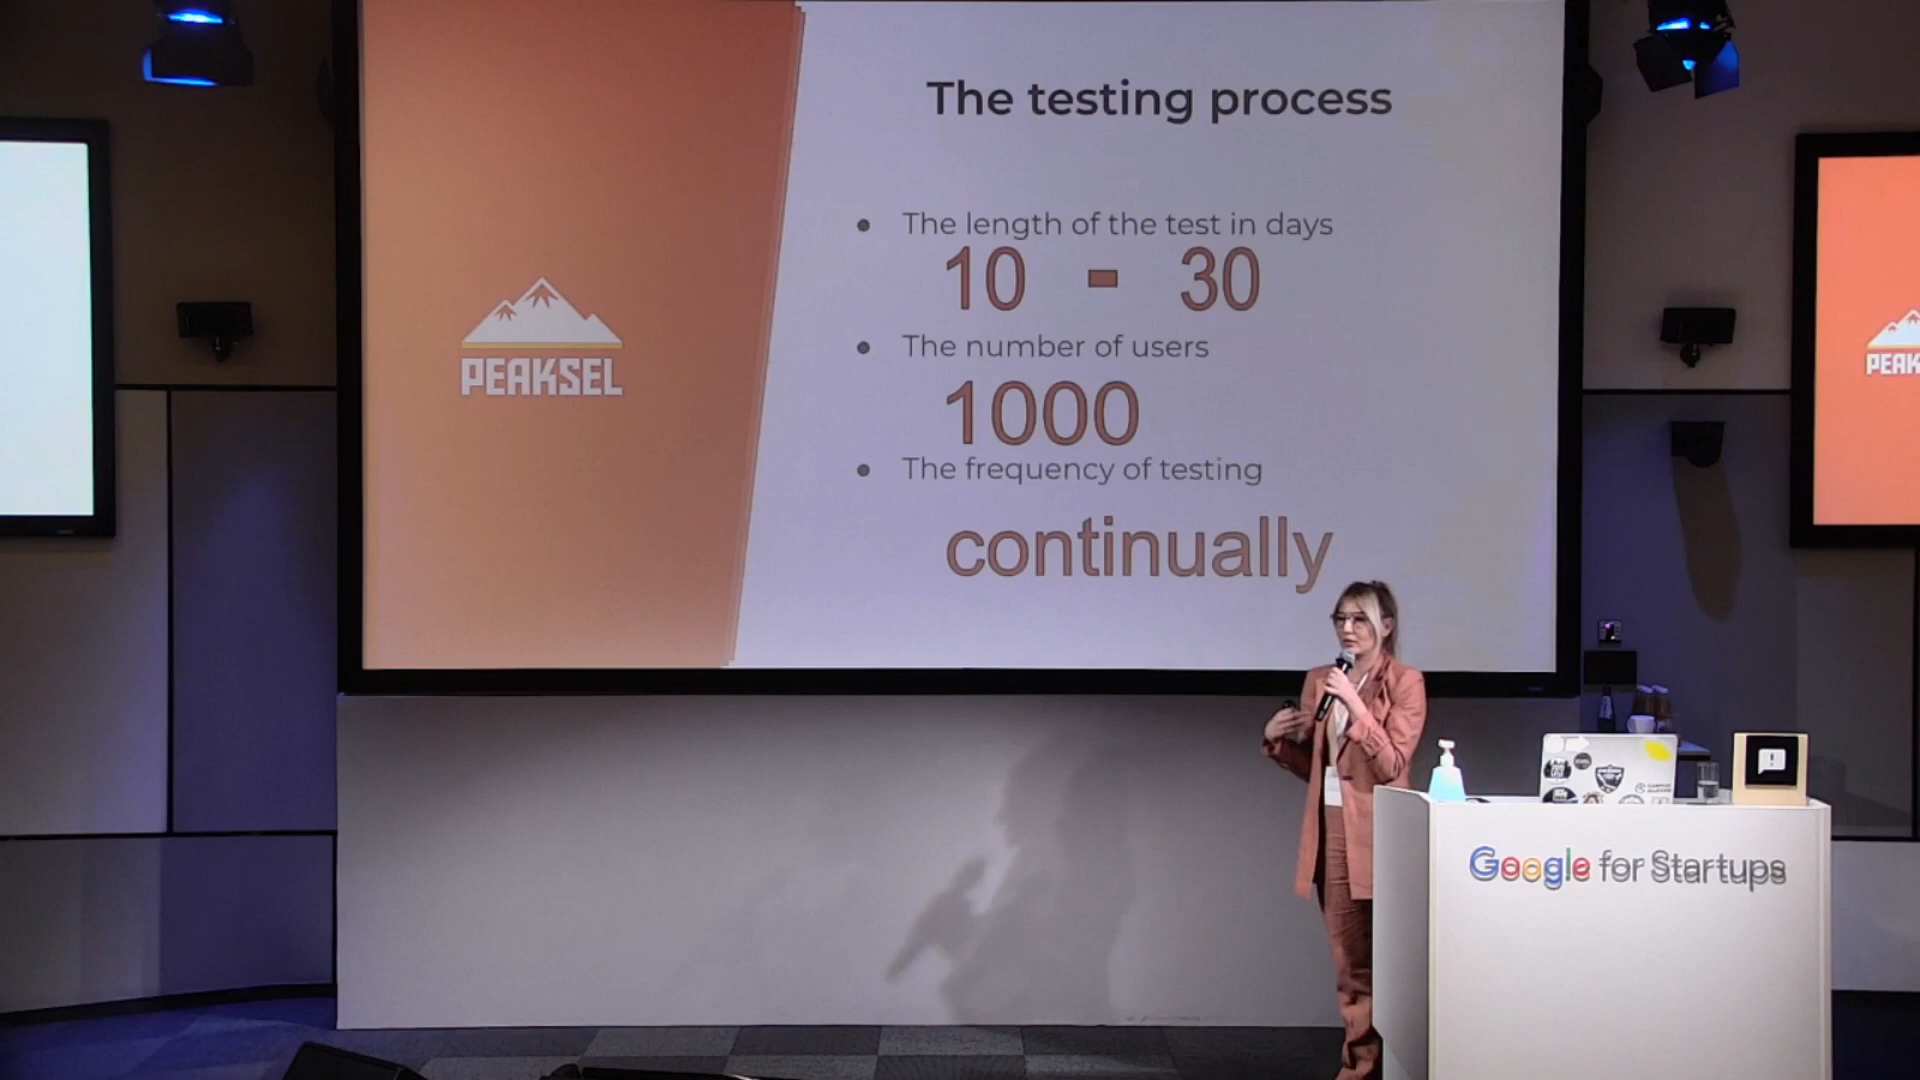 The testing process
• The length of the test in days
10 - 30
• The number of users
1000
• The frequency of testing
continually
PEAKSEL
PEAK
Google for Startups